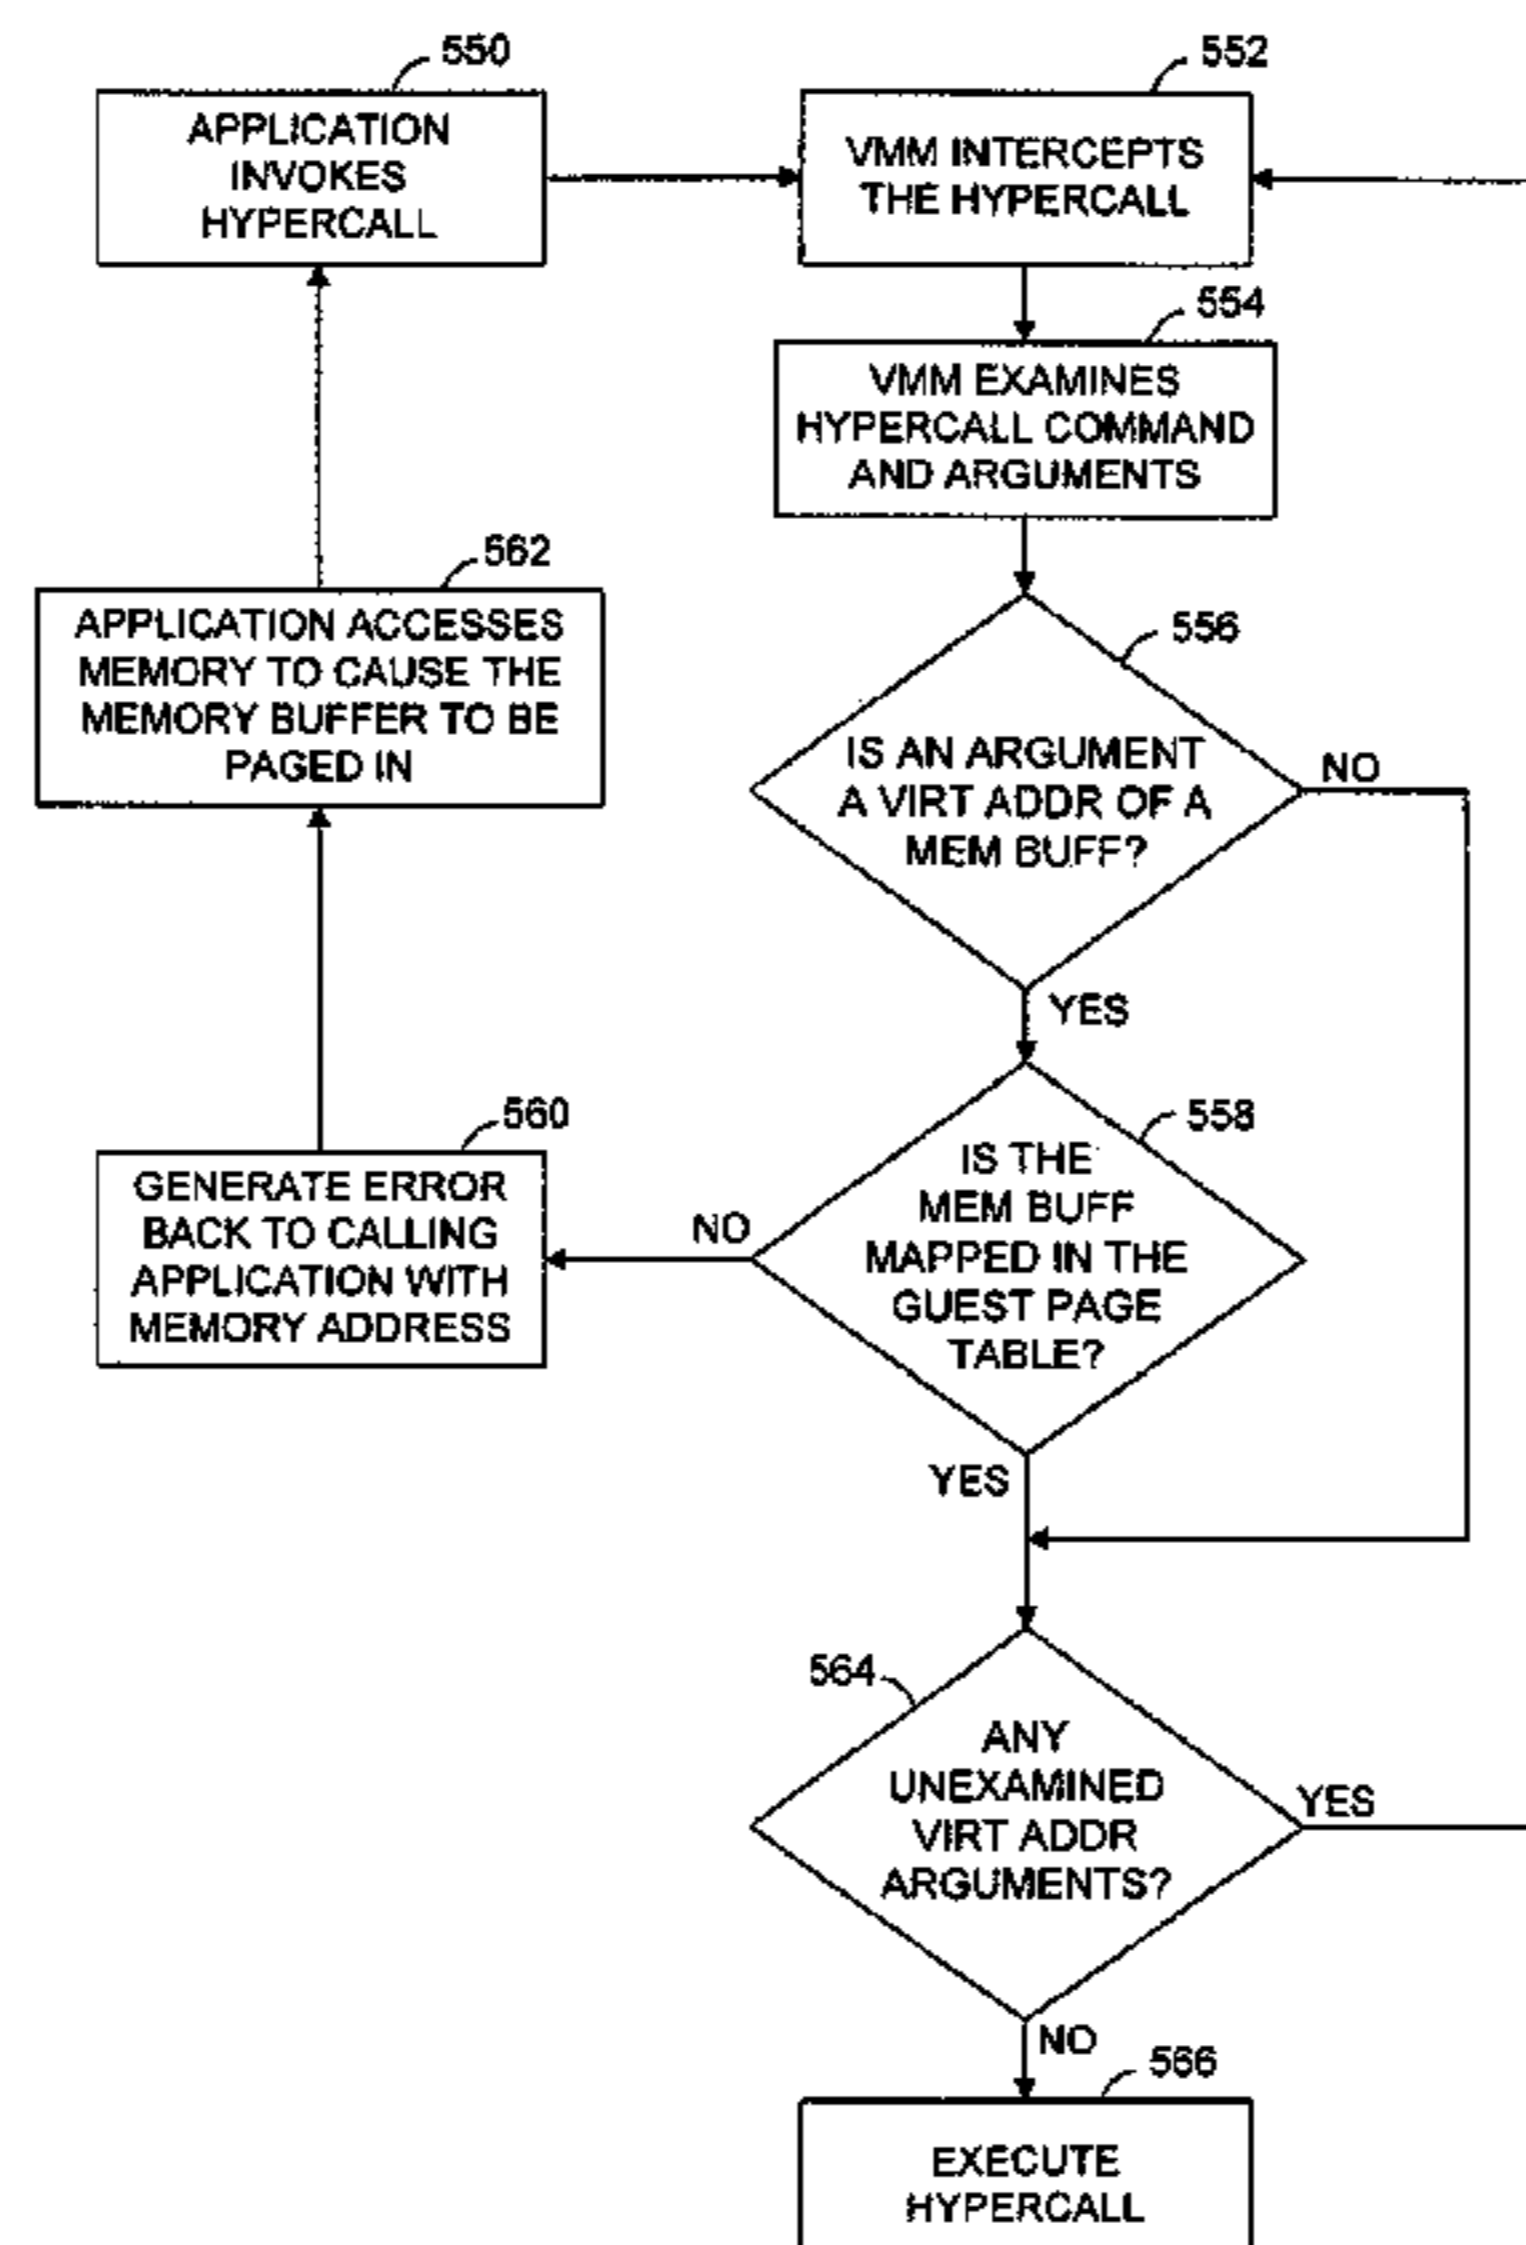 550
APPLICATION
INVOKES
HYPERCALL
552
VMM INTERCEPTS
THE HYPERCALL
554
VMM EXAMINES
HYPERCALL COMMAND
AND ARGUMENTS
556
IS AN ARGUMENT
A VIRT ADDR OF A
MEM BUFF?
NO
YES
558
IS THE
MEM BUFF
MAPPED IN THE
GUEST PAGE
TABLE?
NO
YES
560
GENERATE ERROR
BACK TO CALLING
APPLICATION WITH
MEMORY ADDRESS
562
APPLICATION ACCESSES
MEMORY TO CAUSE THE
MEMORY BUFFER TO BE
PAGED IN
564
ANY
UNEXAMINED
VIRT ADDR
ARGUMENTS?
YES
NO
566
EXECUTE
HYPERCALL